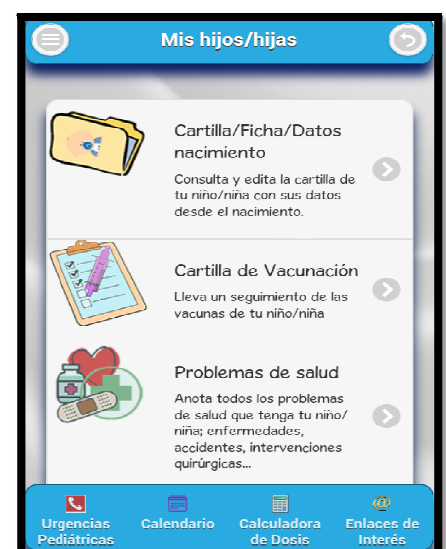 Mis hijos/hijas
Cartilla/Ficha/Datos
nacimiento
Consulta y edita la cartilla de
tu niño/niña con sus datos
desde el nacimiento.
Cartilla de Vacunación
Lleva un seguimiento de las
vacunas de tu niño/niña
Problemas de salud
Anota todos los problemas
de salud que tenga tu niño/
niña; enfermedades,
accidentes, intervenciones
quirúrgicas...
Urgencias
Pediátricas
Calendario
Calculadora
de Dosis
Enlaces de
Interés